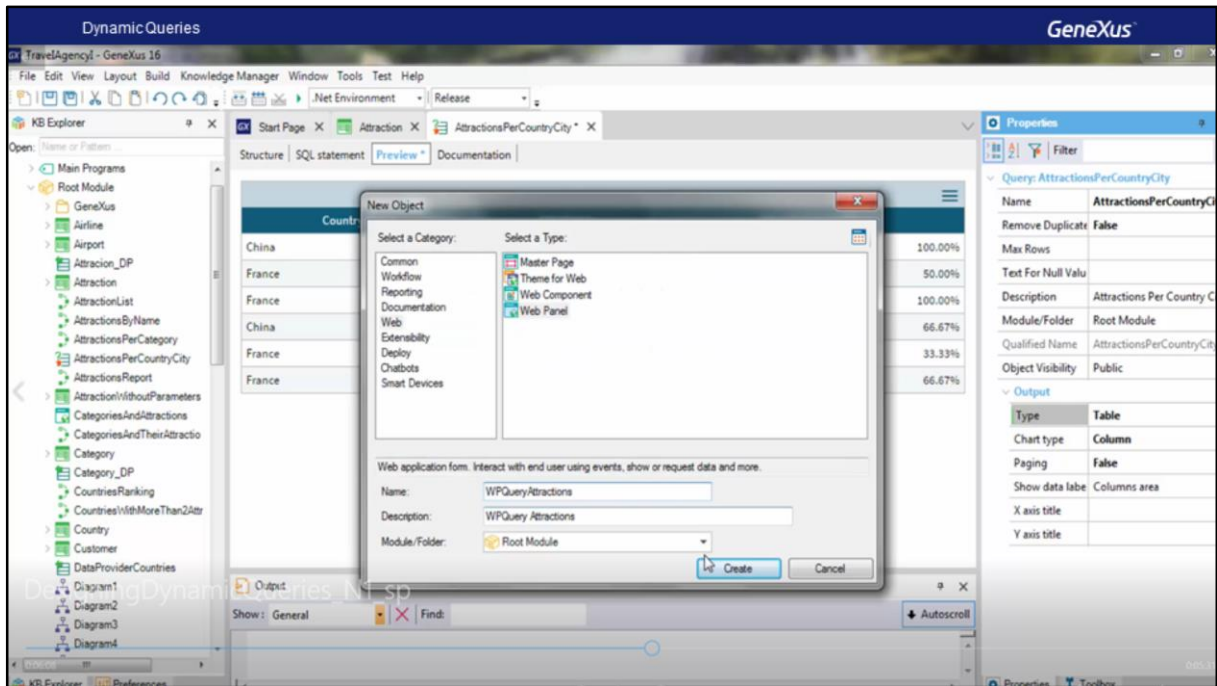 Dynamic Queries
GeneXus
TravelAgencyI - GeneXus 16
File Edit View Layout Build Knowledge Manager Window Tools Test Help
.Net Environment Release
KB Explorer
Open: Name or Pattern
Main Programs
Root Module
GeneXus
Airline
Airport
Attracion_DP
Attraction
AttractionList
AttractionsByName
AttractionsPerCategory
AttractionsPerCountryCity
AttractionsReport
AttractionWithoutParameters
CategoriesAndAttractions
CategoriesAndTheirAttractio
Category
Category_DP
CountriesRanking
CountriesWithMoreThan2Attr
Country
Customer
DataProviderCountries
Diagram1
Diagram2
Diagram3
Diagram4
KB Explorer Preferences
Start Page Attraction AttractionsPerCountryCity *
Structure SQL statement Preview * Documentation
Countr
China 100.00%
France 50.00%
France 100.00%
China 66.67%
France 33.33%
France 66.67%
New Object
Select a Category:
Common
Workflow
Reporting
Documentation
Web
Extensibility
Deploy
Chatbots
Smart Devices
Select a Type:
Master Page
Theme for Web
Web Component
Web Panel
Web application form. Interact with end user using events, show or request data and more.
Name: WPQueryAttractions
Description: WPQuery Attractions
Module/Folder: Root Module
Create Cancel
Output
Show: General Find: Autoscroll
DesigningDynamicQueries_N1_sp
0:06:06
Properties
Filter
Query: AttractionsPerCountryCity
Name AttractionsPerCountryCi
Remove Duplicate False
Max Rows
Text For Null Valu
Description Attractions Per Country C
Module/Folder Root Module
Qualified Name AttractionsPerCountryCity
Object Visibility Public
Output
Type Table
Chart type Column
Paging False
Show data labe Columns area
X axis title
Y axis title
Properties Toolbox